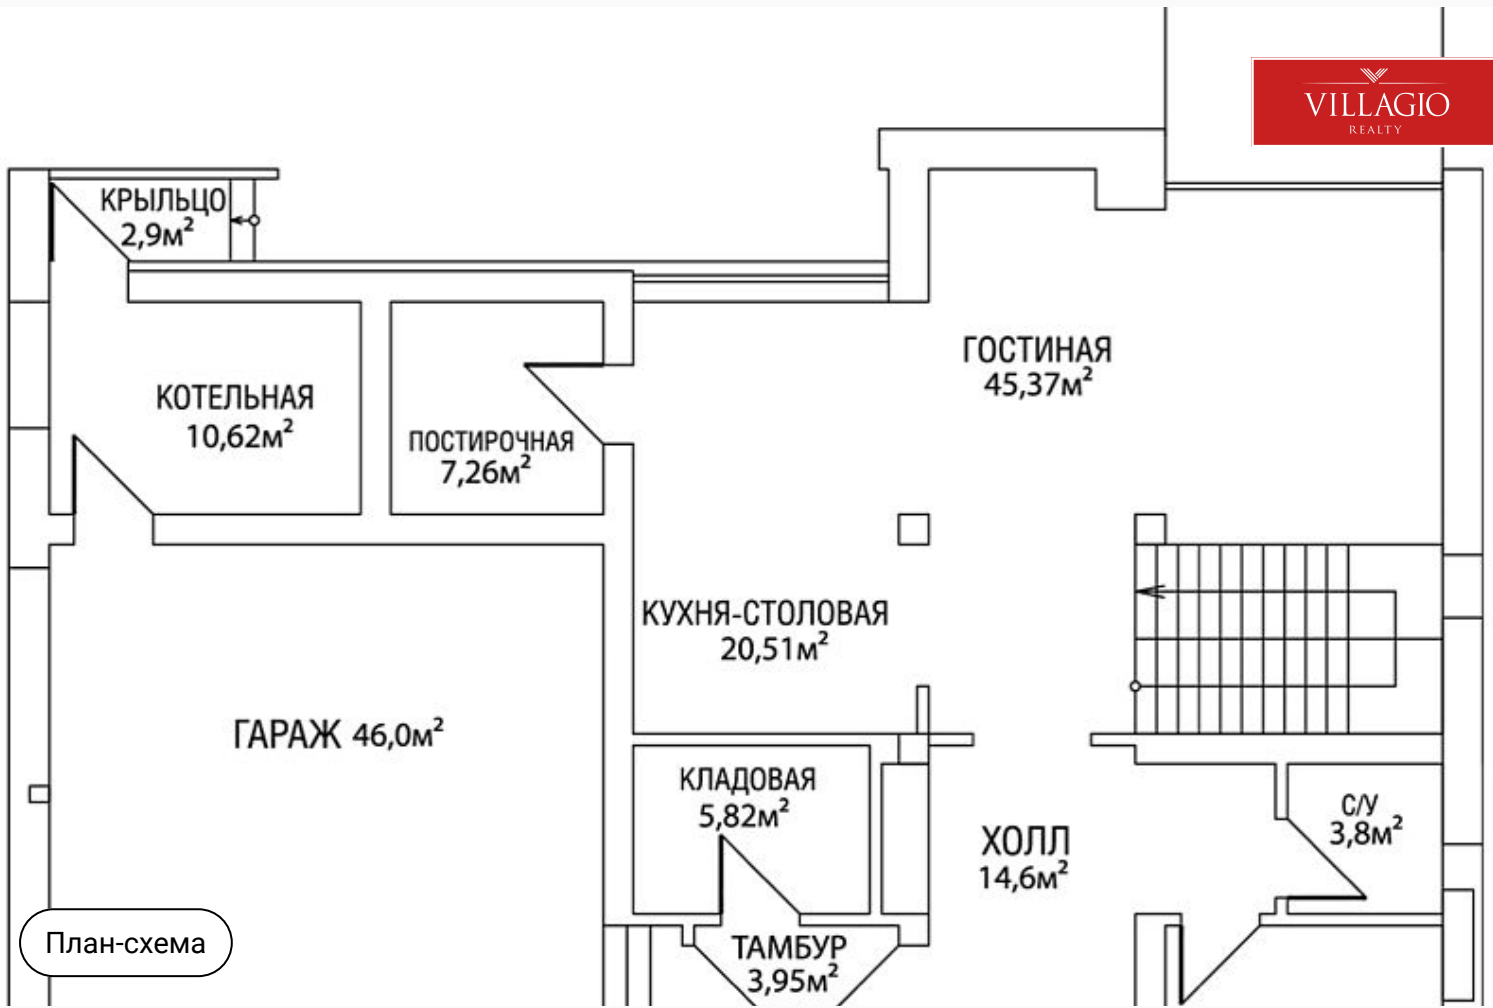 VILLAGIO
REALTY
КРЫЛЬЦО
2,9м²
ГОСТИНАЯ
45,37м²
КОТЕЛЬНАЯ
10,62м²
ПОСТИРОЧНАЯ
7,26м²
КУХНЯ-СТОЛОВАЯ
20,51м²
ГАРАЖ 46,0м²
КЛАДОВАЯ
5,82м²
С/У
3,8м²
ХОЛЛ
14,6м²
ТАМБУР
3,95м²
План-схема